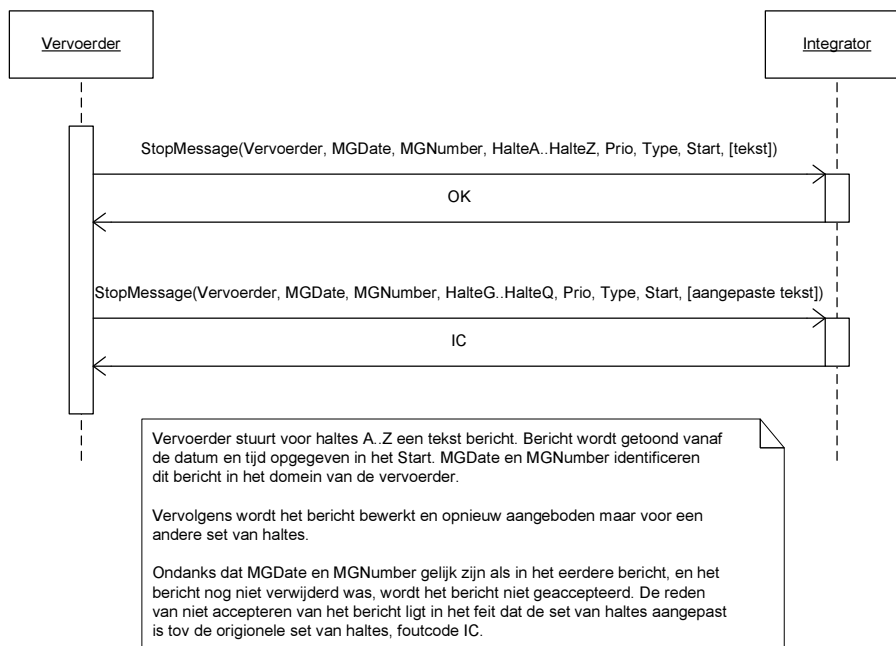 Vervoerder
Integrator
StopMessage(Vervoerder, MGDate, MGNumber, HalteA..HalteZ, Prio, Type, Start, [tekst])
OK
StopMessage(Vervoerder, MGDate, MGNumber, HalteG..HalteQ, Prio, Type, Start, [aangepaste tekst])
IC
Vervoerder stuurt voor haltes A..Z een tekst bericht. Bericht wordt getoond vanaf
de datum en tijd opgegeven in het Start. MGDate en MGNumber identificeren
dit bericht in het domein van de vervoerder.
Vervolgens wordt het bericht bewerkt en opnieuw aangeboden maar voor een
andere set van haltes.
Ondanks dat MGDate en MGNumber gelijk zijn als in het eerdere bericht, en het
bericht nog niet verwijderd was, wordt het bericht niet geaccepteerd. De reden
van niet accepteren van het bericht ligt in het feit dat de set van haltes aangepast
is tov de origionele set van haltes, foutcode IC.